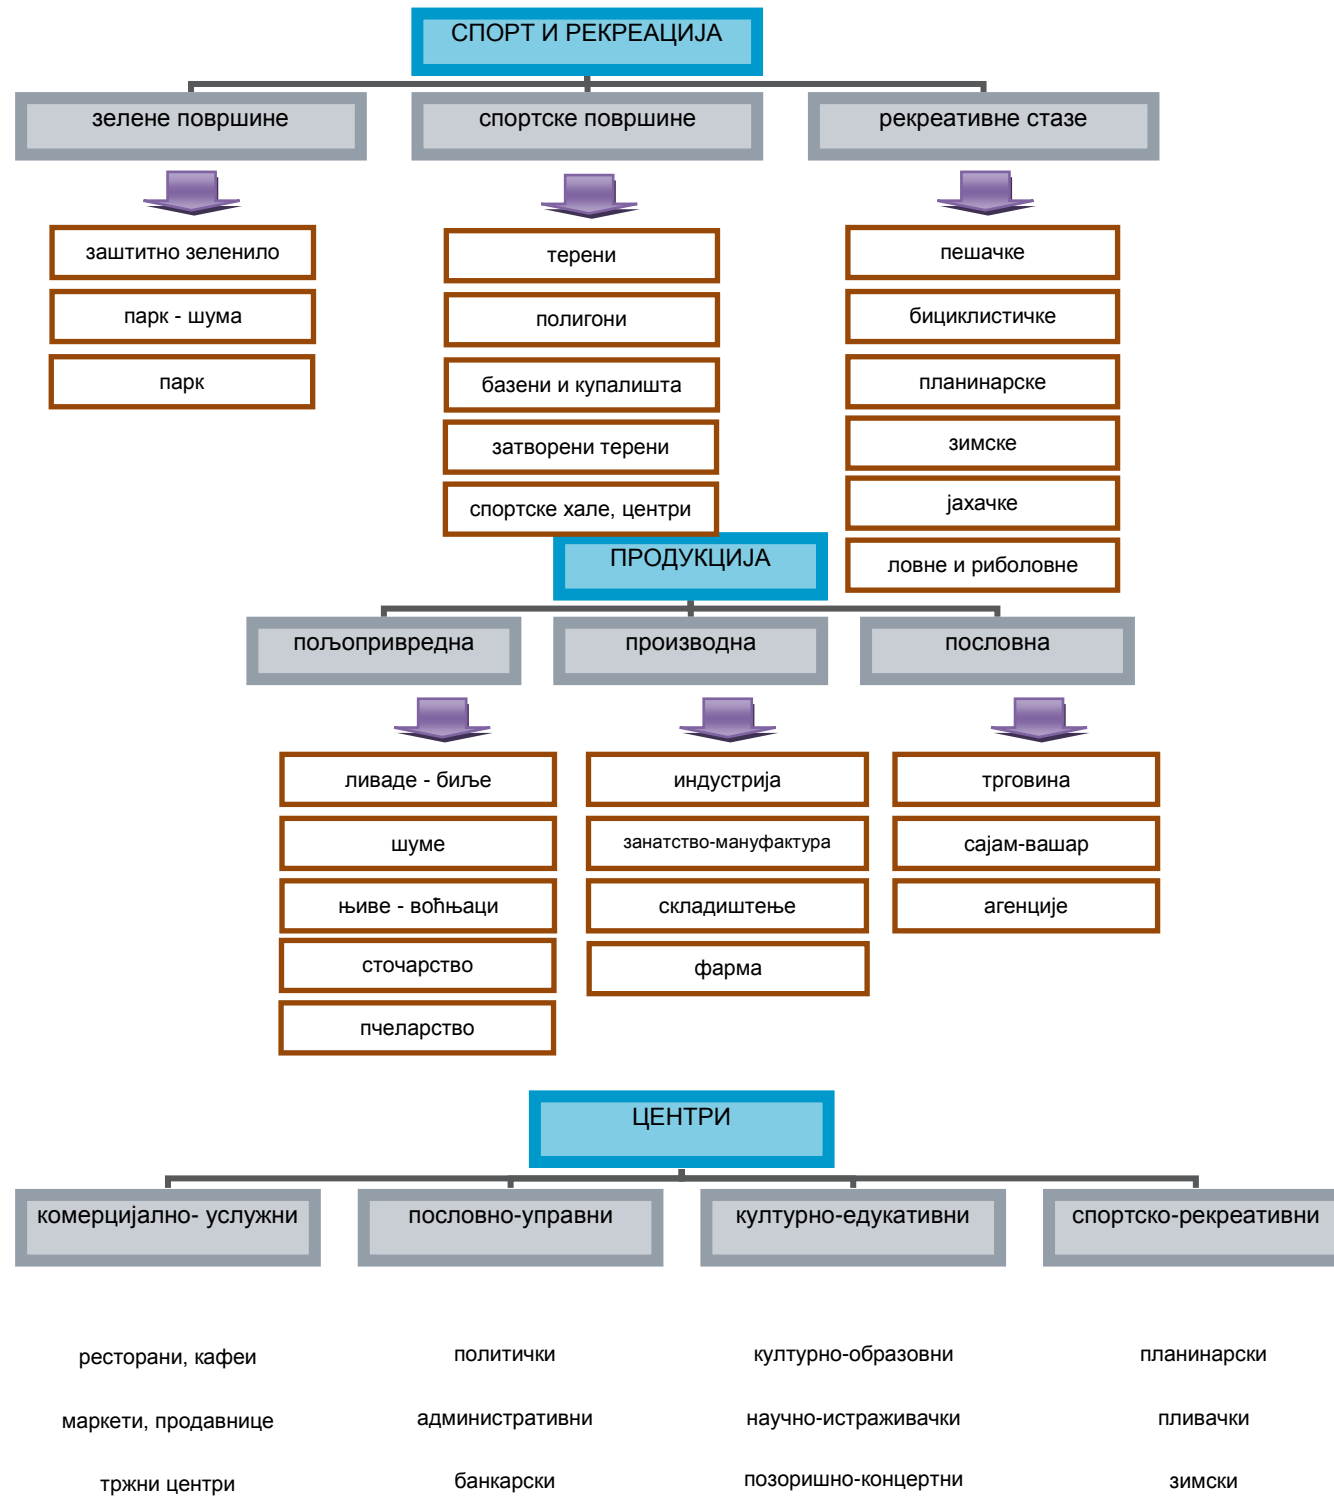 СПОРТ И РЕКРЕАЦИЈА
зелене површине
спортске површине
рекреативне стазе
заштитно зеленило
парк - шума
парк
терени
полигони
базени и купалишта
затворени терени
спортске хале, центри
пешачке
бициклистичке
планинарске
зимске
јахачке
ловне и риболовне
ПРОДУКЦИЈА
пољопривредна
производна
пословна
ливаде - биље
шуме
њиве - воћњаци
сточарство
пчеларство
индустрија
занатство-мануфактура
складиштење
фарма
трговина
сајам-вашар
агенције
ЦЕНТРИ
комерцијално- услужни
пословно-управни
културно-едукативни
спортско-рекреативни
ресторани, кафеи
маркети, продавнице
тржни центри
политички
административни
банкарски
културно-образовни
научно-истраживачки
позоришно-концертни
планинарски
пливачки
зимски